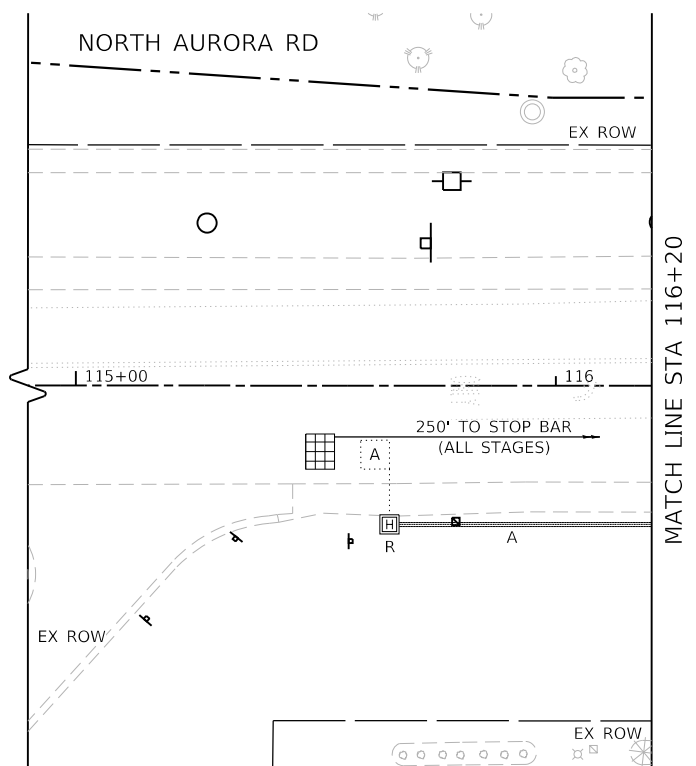 NORTH AURORA RD
EX ROW
115+00
116
250' TO STOP BAR
(ALL STAGES)
A
H
R
A
EX ROW
EX ROW
MATCH LINE STA 116+20